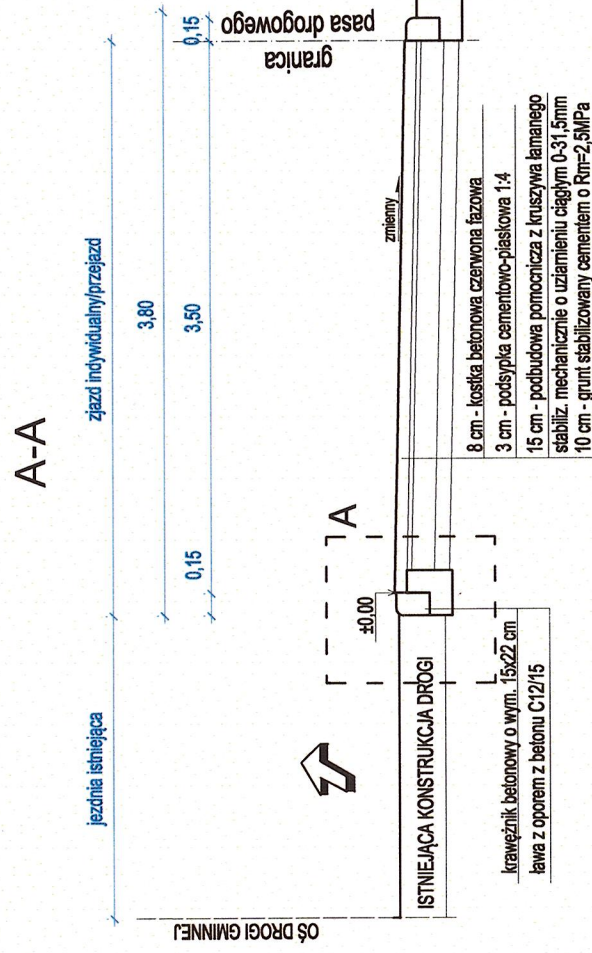 A-A
jezdnia istniejąca
zjazd indywidualny/przejazd
3,80
0,15
3,50
0,15
OŚ DROGI GMINNEJ
granica
pasa drogowego
A
±0,00
zmienny
ISTNIEJĄCA KONSTRUKCJA DROGI
krawężnik betonowy o wym. 15x22 cm
ława z oporem z betonu C12/15
8 cm - kostka betonowa czerwona fazowa
3 cm - podsypka cementowo-piaskowa 1:4
15 cm - podbudowa pomocnicza z kruszywa łamanego
stabiliz. mechanicznie o uziarnieniu ciągłym 0-31,5mm
10 cm - grunt stabilizowany cementem o Rm=2,5MPa